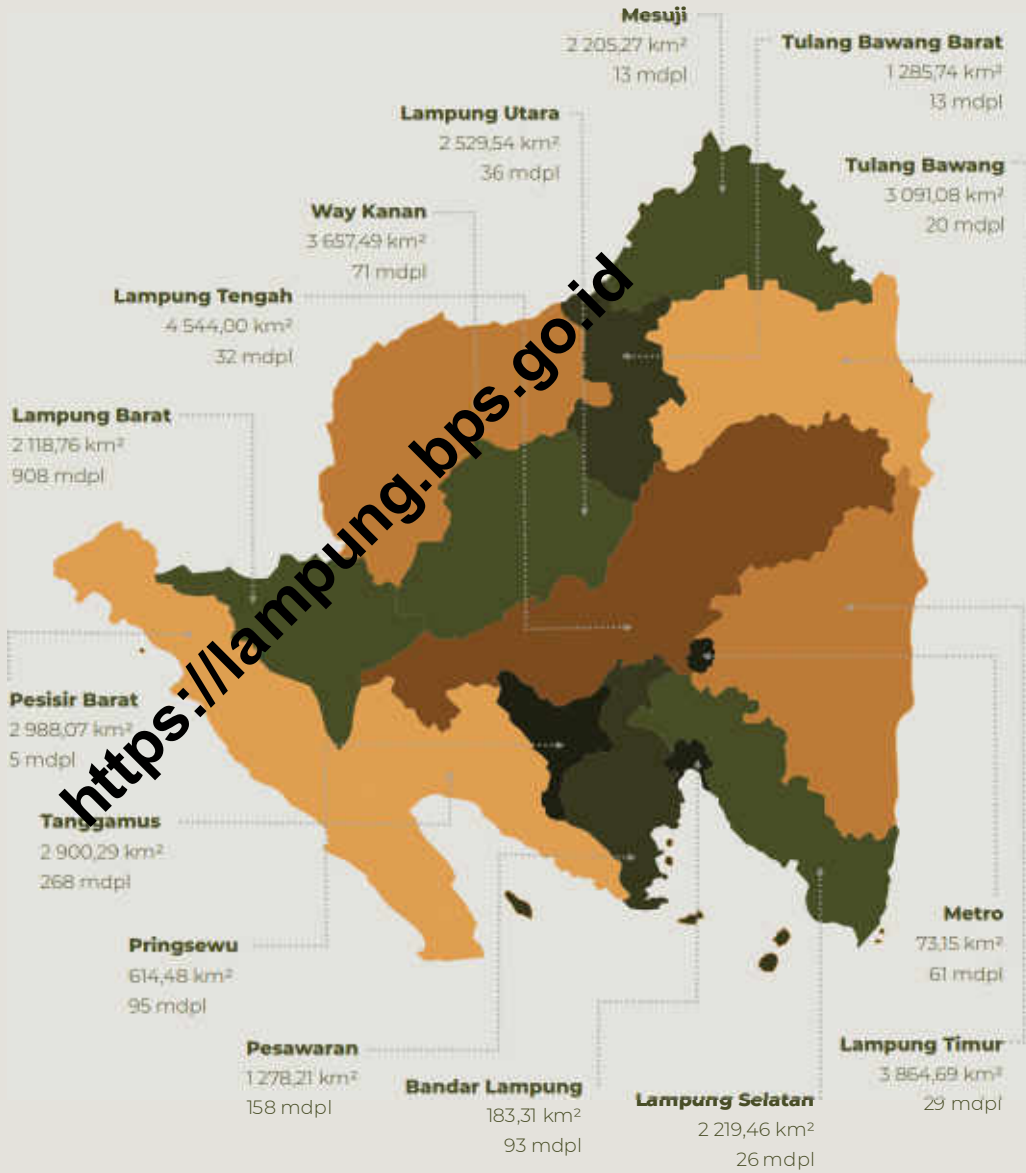 Mesuji
2 205,27 km²
13 mdpl
Tulang Bawang Barat
1 285,74 km²
13 mdpl
Lampung Utara
2 529,54 km²
36 mdpl
Tulang Bawang
3 091,08 km²
20 mdpl
Way Kanan
3 657,49 km²
71 mdpl
Lampung Tengah
4 544,00 km²
32 mdpl
Lampung Barat
2 118,76 km²
908 mdpl
https://lampung.bps.go.id
Pesisir Barat
2 988,07 km²
5 mdpl
Tanggamus
2 900,29 km²
268 mdpl
Pringsewu
614,48 km²
95 mdpl
Metro
73,15 km²
61 mdpl
Pesawaran
1 278,21 km²
158 mdpl
Bandar Lampung
183,31 km²
93 mdpl
Lampung Selatan
2 219,46 km²
26 mdpl
Lampung Timur
3 864,69 km²
29 mdpl